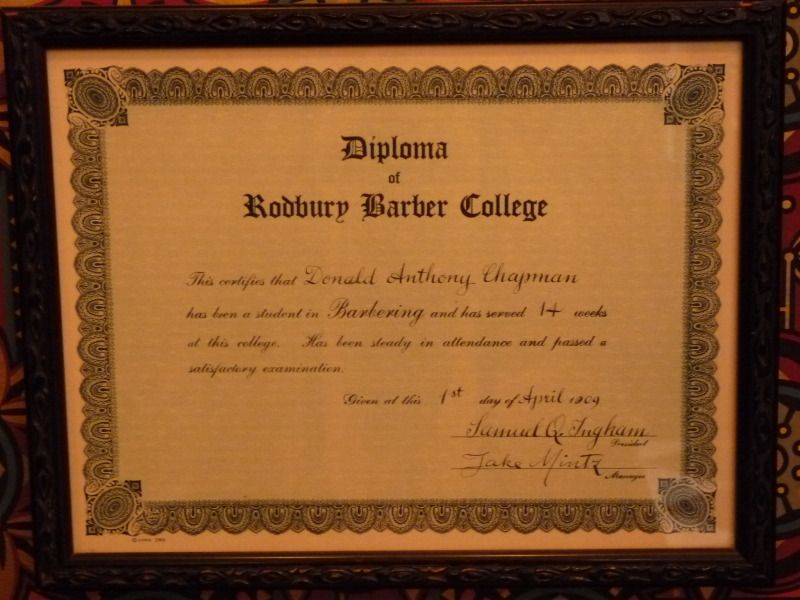 Diploma
of
Rodbury Barber College
This certifies that Donald Anthony Chapman
has been a student in Barbering and has served 14 weeks
at this college. Has been steady in attendance and passed a
satisfactory examination.
Given at this 1st day of April 1909
Samuel Q. Ingham
President
Jake Mintz
Manager